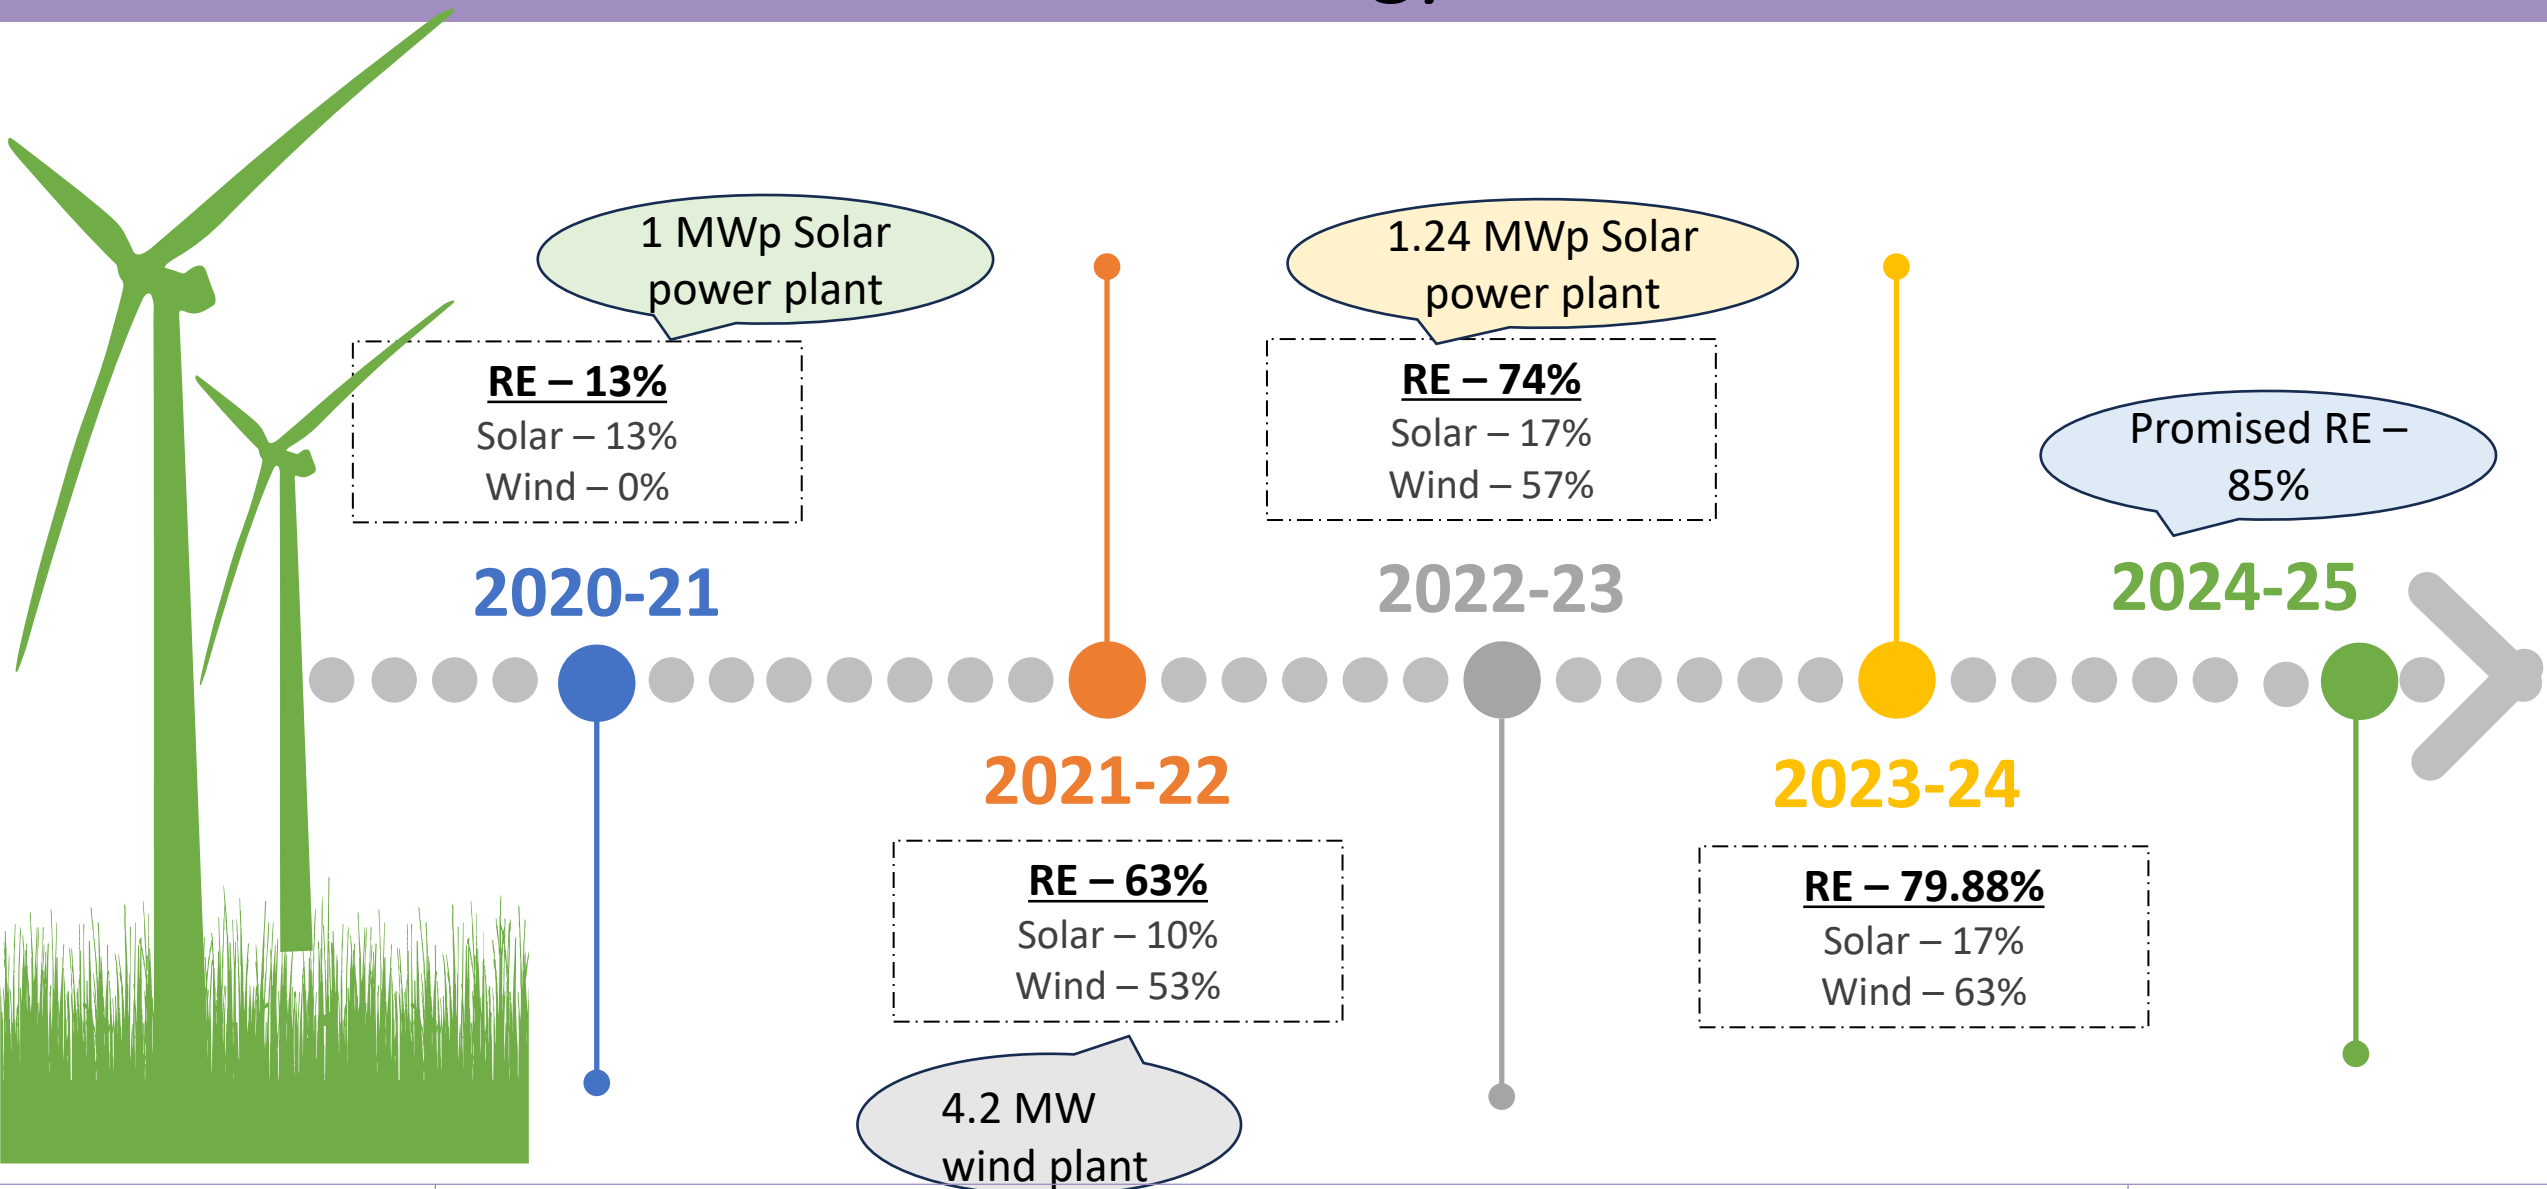 1 MWp Solar
power plant
RE – 13%
Solar – 13%
Wind – 0%
2020-21
2021-22
RE – 63%
Solar – 10%
Wind – 53%
4.2 MW
wind plant
1.24 MWp Solar
power plant
RE – 74%
Solar – 17%
Wind – 57%
2022-23
2023-24
RE – 79.88%
Solar – 17%
Wind – 63%
Promised RE –
85%
2024-25